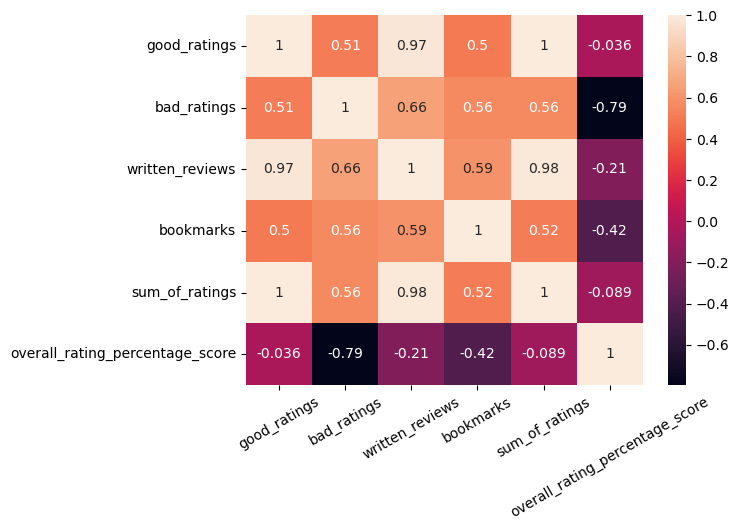 good_ratings 1 0.51 0.97 0.5 1 -0.036
bad_ratings 0.51 1 0.66 0.56 0.56 -0.79
written_reviews 0.97 0.66 1 0.59 0.98 -0.21
bookmarks 0.5 0.56 0.59 1 0.52 -0.42
sum_of_ratings 1 0.56 0.98 0.52 1 -0.089
overall_rating_percentage_score -0.036 -0.79 -0.21 -0.42 -0.089 1
good_ratings
bad_ratings
written_reviews
bookmarks
sum_of_ratings
overall_rating_percentage_score
1.0
0.8
0.6
0.4
0.2
0.0
−0.2
−0.4
−0.6